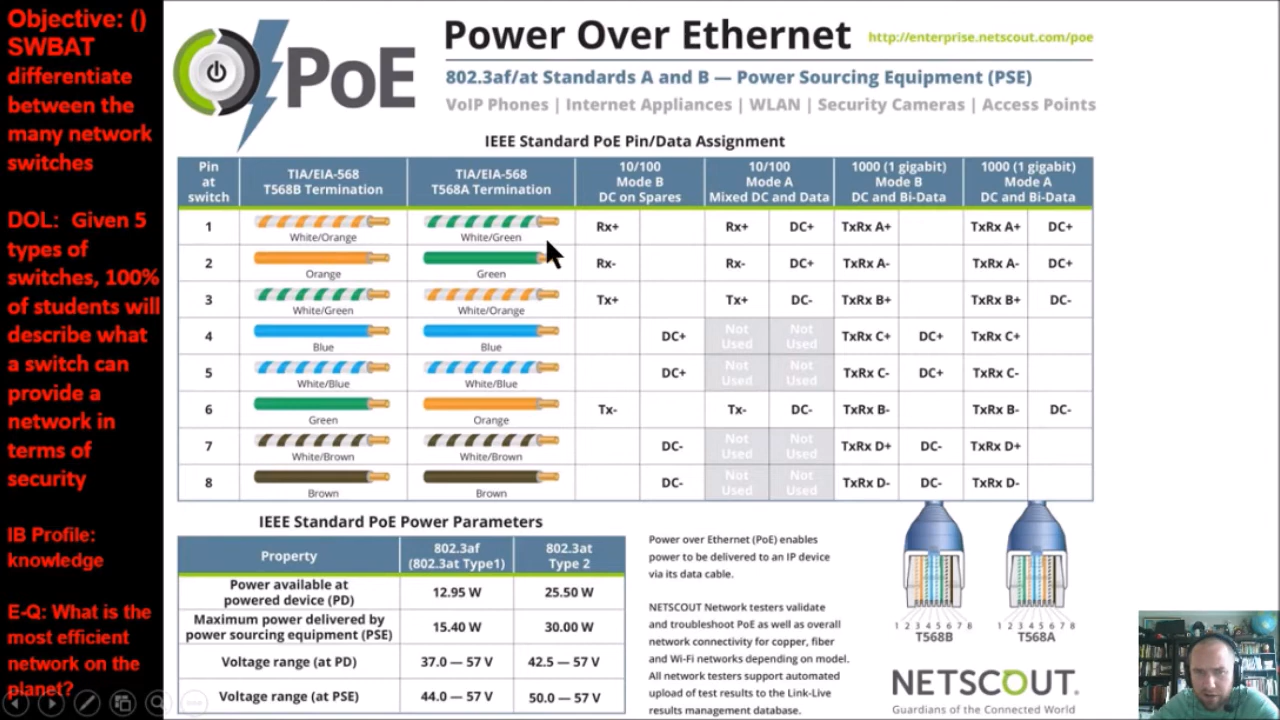 Objective: ()
SWBAT
differentiate
between the
many network
switches
DOL: Given 5
types of
switches, 100%
of students will
describe what
a switch can
provide a
network in
terms of
security
IB Profile:
knowledge
E-Q: What is the
most efficient
network on the
planet?
PoE
Power Over Ethernet
http://enterprise.netscout.com/poe
802.3af/at Standards A and B — Power Sourcing Equipment (PSE)
VoIP Phones | Internet Appliances | WLAN | Security Cameras | Access Points
IEEE Standard PoE Pin/Data Assignment
Pin at switch TIA/EIA-568 T568B Termination TIA/EIA-568 T568A Termination 10/100 Mode B DC on Spares 10/100 Mode A Mixed DC and Data 1000 (1 gigabit) Mode B DC and Bi-Data 1000 (1 gigabit) Mode A DC and Bi-Data
1 White/Orange White/Green Rx+ Rx+ DC+ TxRx A+ TxRx A+ DC+
2 Orange Green Rx- Rx- DC+ TxRx A- TxRx A- DC+
3 White/Green White/Orange Tx+ Tx+ DC- TxRx B+ TxRx B+ DC-
4 Blue Blue DC+ Not Used Not Used TxRx C+ DC+ TxRx C+
5 White/Blue White/Blue DC+ Not Used Not Used TxRx C- DC+ TxRx C-
6 Green Orange Tx- Tx- DC- TxRx B- TxRx B- DC-
7 White/Brown White/Brown DC- Not Used Not Used TxRx D+ DC- TxRx D+
8 Brown Brown DC- Not Used Not Used TxRx D- DC- TxRx D-
IEEE Standard PoE Power Parameters
Property 802.3af (802.3at Type1) 802.3at Type 2
Power available at powered device (PD) 12.95 W 25.50 W
Maximum power delivered by power sourcing equipment (PSE) 15.40 W 30.00 W
Voltage range (at PD) 37.0 — 57 V 42.5 — 57 V
Voltage range (at PSE) 44.0 — 57 V 50.0 — 57 V
Power over Ethernet (PoE) enables
power to be delivered to an IP device
via its data cable.
NETSCOUT Network testers validate
and troubleshoot PoE as well as overall
network connectivity for copper, fiber
and Wi-Fi networks depending on model.
All network testers support automated
upload of test results to the Link-Live
results management database.
1 2 3 4 5 6 7 8 1 2 3 4 5 6 7 8
T568B T568A
NETSCOUT.
Guardians of the Connected World